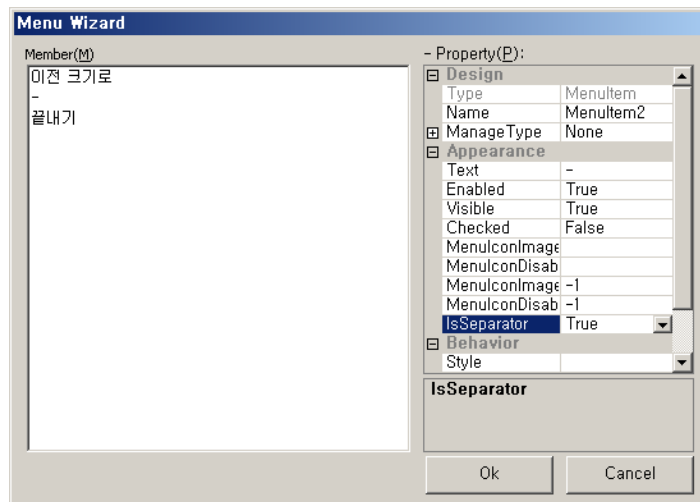 Menu Wizard
Member(M)
이전 크기로
-
끝내기
- Property(P):
Design
Type MenuItem
Name MenuItem2
ManageType None
Appearance
Text -
Enabled True
Visible True
Checked False
MenuIconImage
MenuIconDisab
MenuIconImage -1
MenuIconDisab -1
IsSeparator True
Behavior
Style
IsSeparator
Ok Cancel